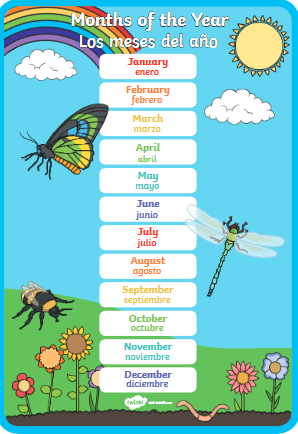 Months of the Year
Los meses del año
January
enero
February
febrero
March
marzo
April
abril
May
mayo
June
junio
July
julio
August
agosto
September
septiembre
October
octubre
November
noviembre
December
diciembre
twinkl